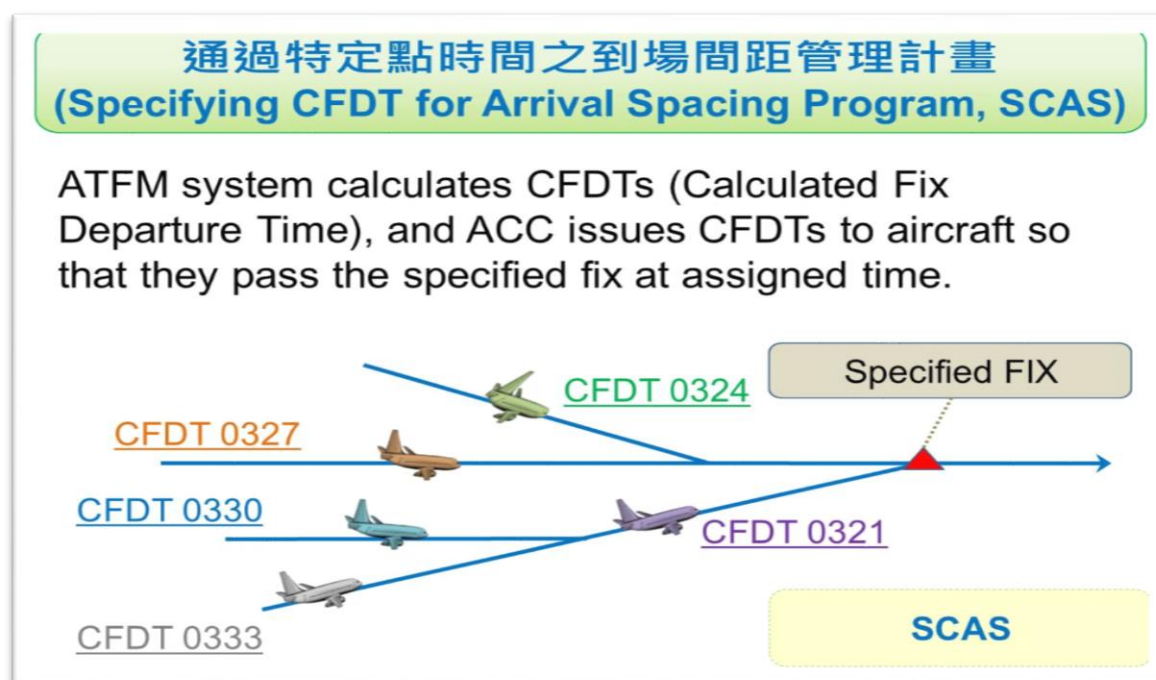 通過特定點時間之到場間距管理計畫
(Specifying CFDT for Arrival Spacing Program, SCAS)
ATFM system calculates CFDTs (Calculated Fix
Departure Time), and ACC issues CFDTs to aircraft so
that they pass the specified fix at assigned time.
Specified FIX
CFDT 0324
CFDT 0327
CFDT 0330
CFDT 0321
CFDT 0333
SCAS